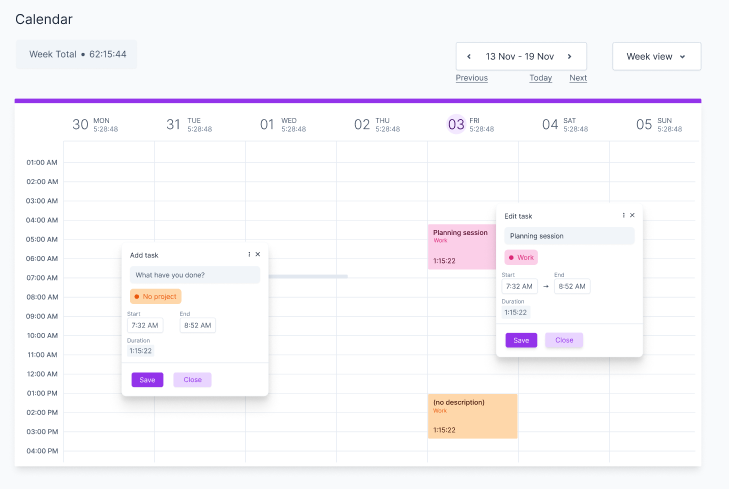 Calendar
Week Total • 62:15:44
13 Nov - 19 Nov
Week view
Previous
Today
Next
30 MON 5:28:48
31 TUE 5:28:48
01 WED 5:28:48
02 THU 5:28:48
03 FRI 5:28:48
04 SAT 5:28:48
05 SUN 5:28:48
01:00 AM
02:00 AM
03:00 AM
04:00 AM
05:00 AM
06:00 AM
07:00 AM
08:00 AM
09:00 AM
10:00 AM
11:00 AM
12:00 AM
01:00 PM
02:00 PM
03:00 PM
04:00 PM
Add task
What have you done?
No project
Start
End
7:32 AM
8:52 AM
Duration
1:15:22
Save
Close
Planning session
Work
1:15:22
Edit task
Planning session
Work
Start
End
7:32 AM → 8:52 AM
Duration
1:15:22
Save
Close
(no description)
Work
1:15:22